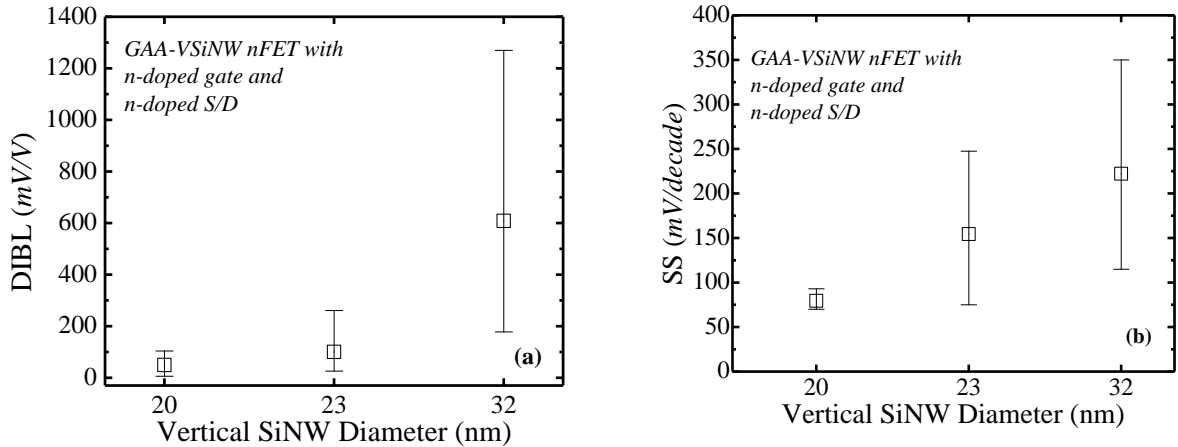 1400
1200
1000
800
600
400
200
0
DIBL (mV/V)
GAA-VSiNW nFET with
n-doped gate and
n-doped S/D
(a)
20 23 32
Vertical SiNW Diameter (nm)
400
350
300
250
200
150
100
50
0
SS (mV/decade)
GAA-VSiNW nFET with
n-doped gate and
n-doped S/D
(b)
20 23 32
Vertical SiNW Diameter (nm)